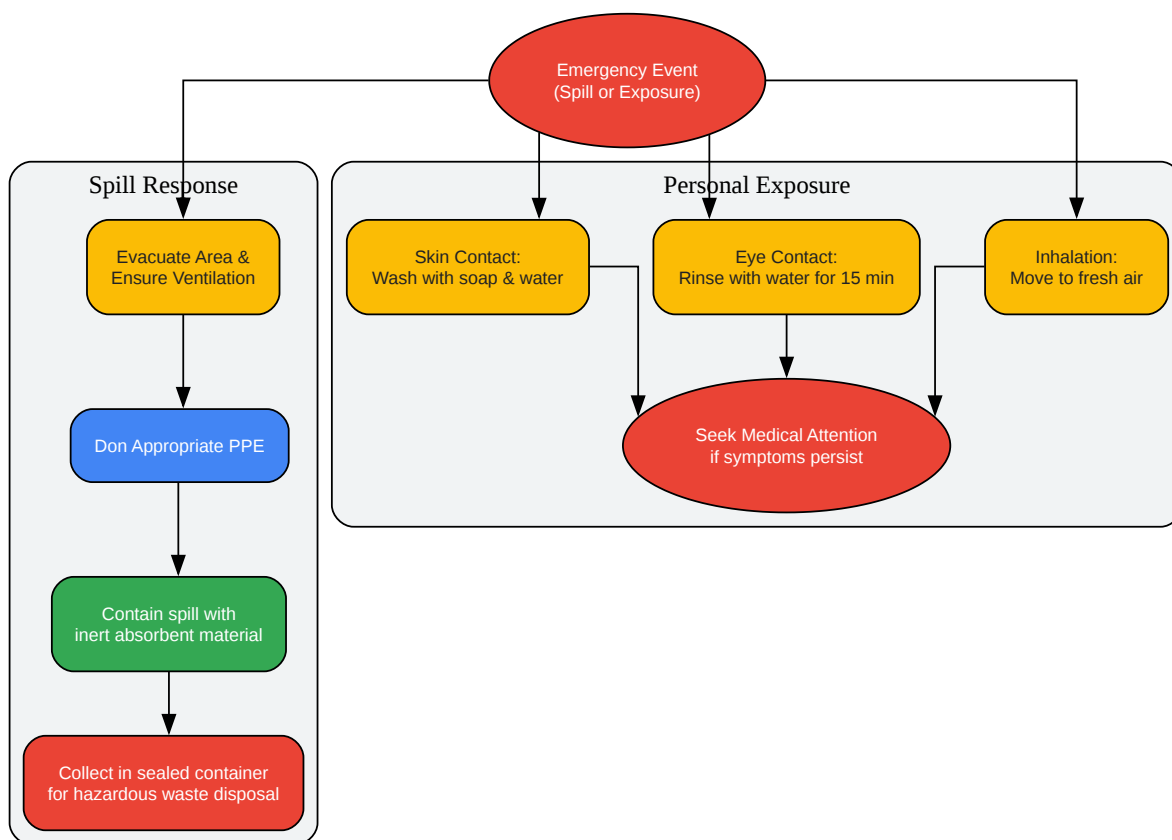 Emergency Event
(Spill or Exposure)
Spill Response
Evacuate Area &
Ensure Ventilation
Don Appropriate PPE
Contain spill with
inert absorbent material
Collect in sealed container
for hazardous waste disposal
Personal Exposure
Skin Contact:
Wash with soap & water
Eye Contact:
Rinse with water for 15 min
Inhalation:
Move to fresh air
Seek Medical Attention
if symptoms persist